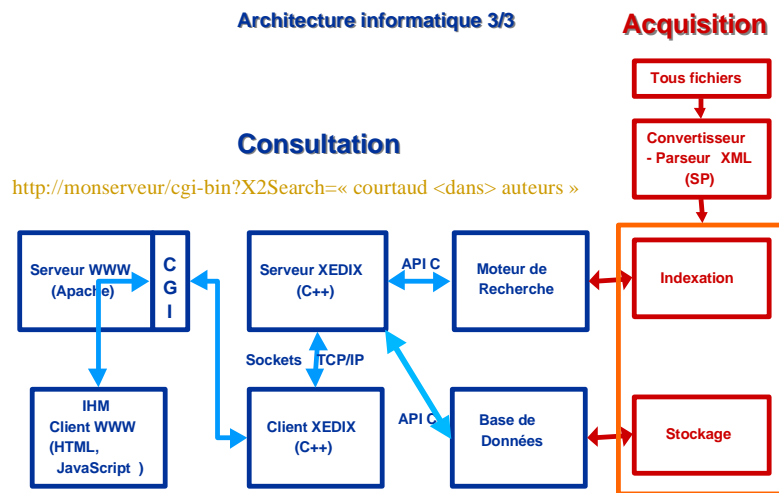 Architecture informatique 3/3
Acquisition
Tous fichiers
Convertisseur
- Parseur XML
(SP)
Consultation
http://monserveur/cgi-bin?X2Search=« courtaud <dans> auteurs »
Serveur WWW
(Apache)
C
G
I
Serveur XEDIX
(C++)
API C
Moteur de
Recherche
Indexation
Sockets TCP/IP
IHM
Client WWW
(HTML,
JavaScript )
Client XEDIX
(C++)
API C
Base de
Données
Stockage